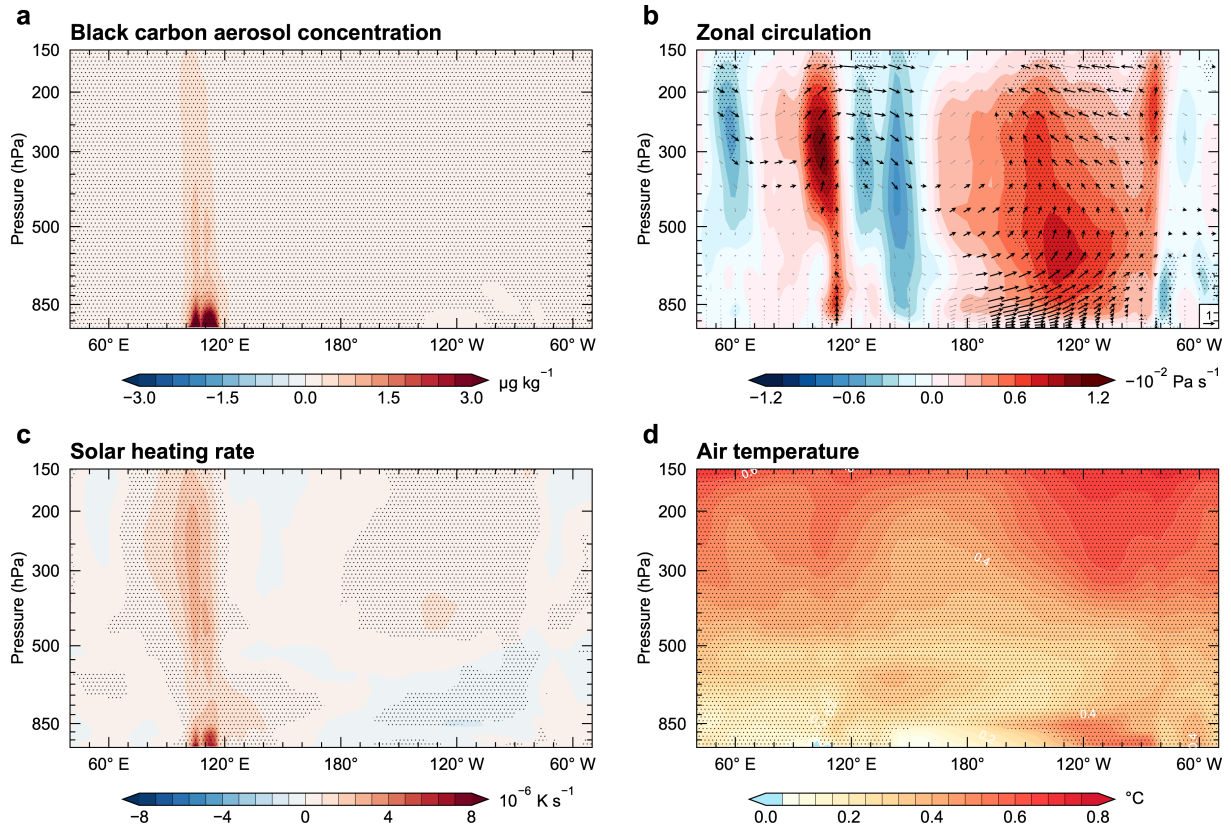 a
Black carbon aerosol concentration
150
200
300
500
850
Pressure (hPa)
60° E 120° E 180° 120° W 60° W
−3.0 −1.5 0.0 1.5 3.0
µg kg−1
b
Zonal circulation
150
200
300
500
850
Pressure (hPa)
1
60° E 120° E 180° 120° W 60° W
−1.2 −0.6 0.0 0.6 1.2
−10−2 Pa s−1
c
Solar heating rate
150
200
300
500
850
Pressure (hPa)
60° E 120° E 180° 120° W 60° W
−8 −4 0 4 8
10−6 K s−1
d
Air temperature
150
200
300
500
850
Pressure (hPa)
0.4
0.4
60° E 120° E 180° 120° W 60° W
0.0 0.2 0.4 0.6 0.8
°C